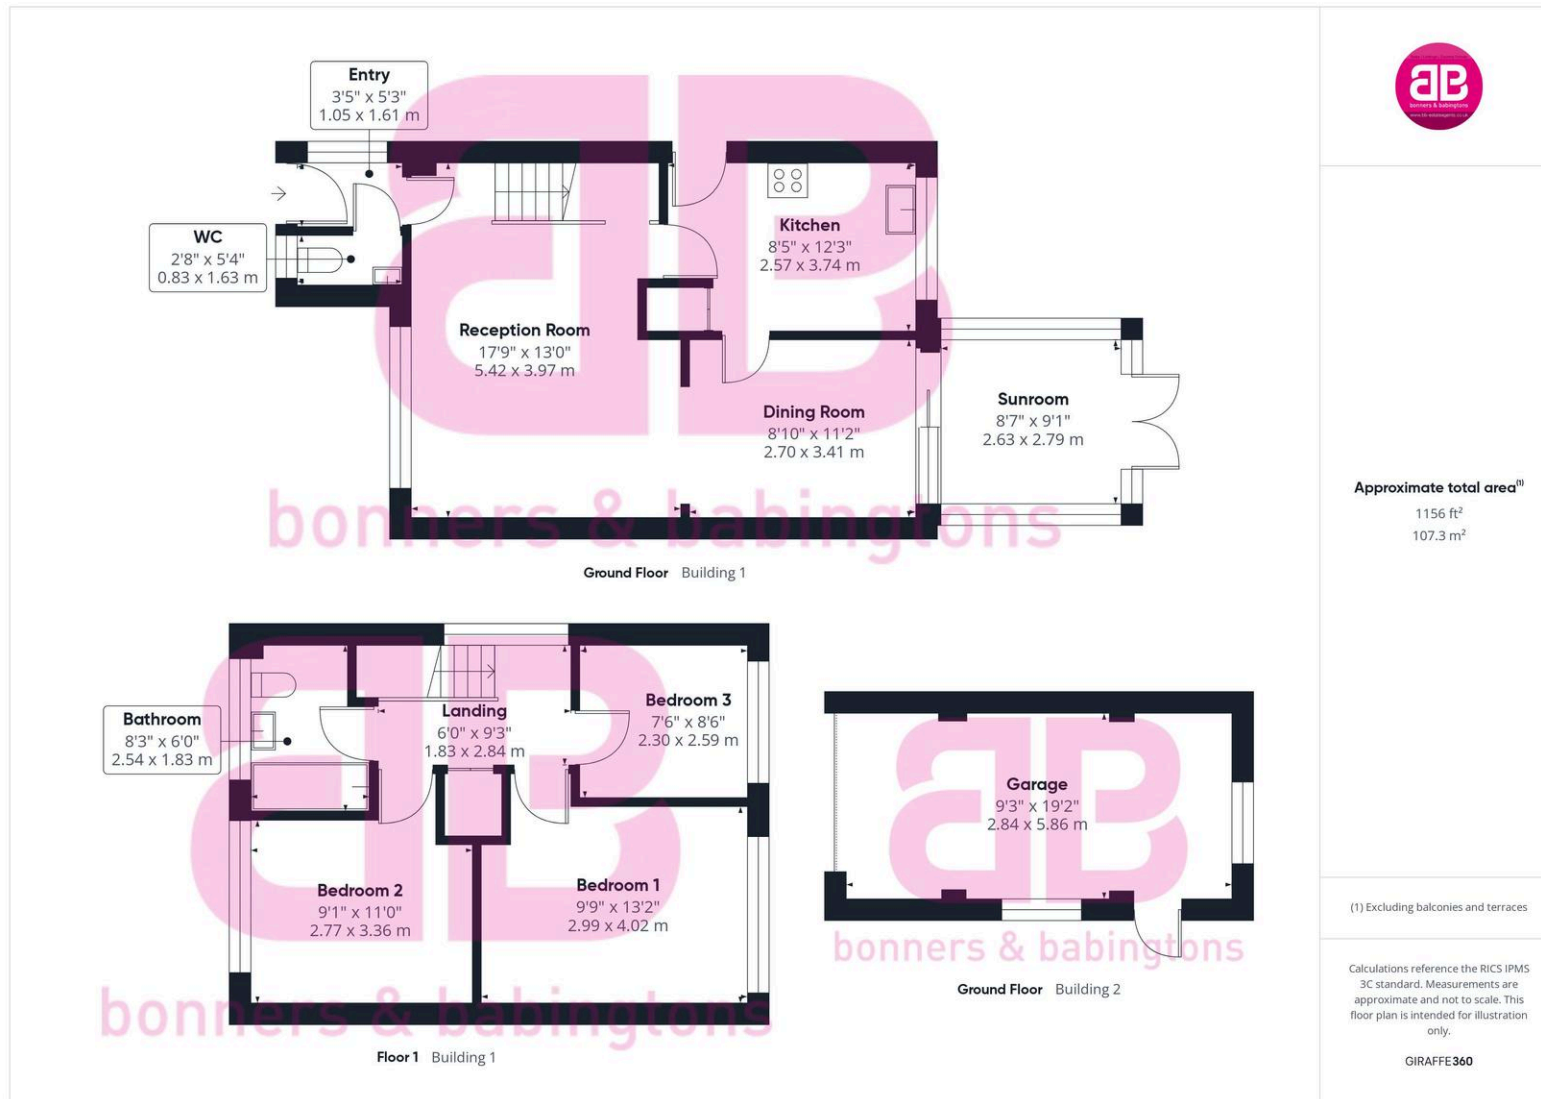 Entry
3'5" x 5'3"
1.05 x 1.61 m
WC
2'8" x 5'4"
0.83 x 1.63 m
Kitchen
8'5" x 12'3"
2.57 x 3.74 m
Reception Room
17'9" x 13'0"
5.42 x 3.97 m
Dining Room
8'10" x 11'2"
2.70 x 3.41 m
Sunroom
8'7" x 9'1"
2.63 x 2.79 m
bonners & babingtons
Ground Floor Building 1
Bathroom
8'3" x 6'0"
2.54 x 1.83 m
Landing
6'0" x 9'3"
1.83 x 2.84 m
Bedroom 3
7'6" x 8'6"
2.30 x 2.59 m
Bedroom 2
9'1" x 11'0"
2.77 x 3.36 m
Bedroom 1
9'9" x 13'2"
2.99 x 4.02 m
bonners & babingtons
Floor 1 Building 1
Garage
9'3" x 19'2"
2.84 x 5.86 m
bonners & babingtons
Ground Floor Building 2
bonners & babingtons
Approximate total area(1)
1156 ft²
107.3 m²
(1) Excluding balconies and terraces
Calculations reference the RICS IPMS
3C standard. Measurements are
approximate and not to scale. This
floor plan is intended for illustration
only.
GIRAFFE360